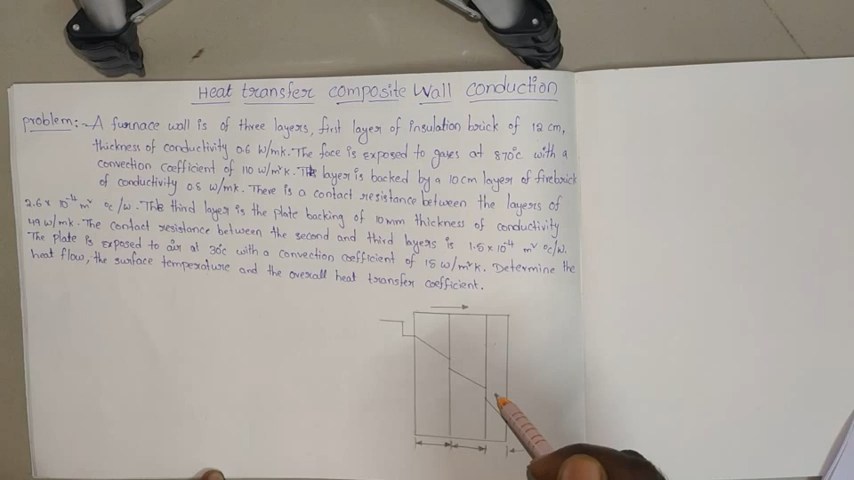 Heat transfer composite Wall conduction
problem:- A furnace wall is of three layers, first layer of insulation brick of 12 cm,
thickness of conductivity 0.6 W/mk. The face is exposed to gases at 870°c with a
convection coefficient of 110 w/m²k. The layer is backed by a 10cm layer of firebrick
of conductivity 0.8 W/mk. There is a contact resistance between the layers of
2.6 x 10⁻⁴ m² °c/w. The third layer is the plate backing of 10mm thickness of conductivity
49 W/mk. The contact resistance between the second and third layers is 1.5 x 10⁻⁴ m² °c/W.
The plate is exposed to air at 30°c with a convection coefficient of 15 w/m²k. Determine the
heat flow, the surface temperature and the overall heat transfer coefficient.